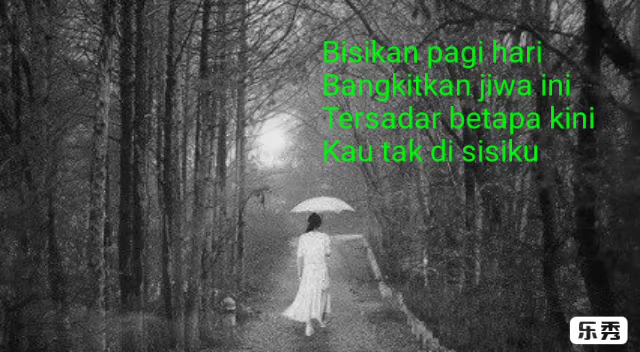 Bisikan pagi hari
Bangkitkan jiwa ini
Tersadar betapa kini
Kau tak di sisiku
乐秀